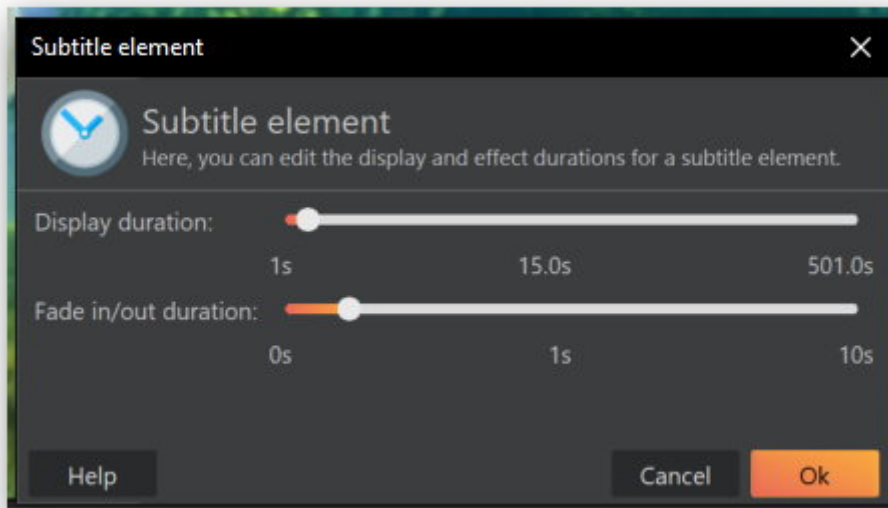 Subtitle element
Subtitle element
Here, you can edit the display and effect durations for a subtitle element.
Display duration:
1s 15.0s 501.0s
Fade in/out duration:
0s 1s 10s
Help Cancel Ok